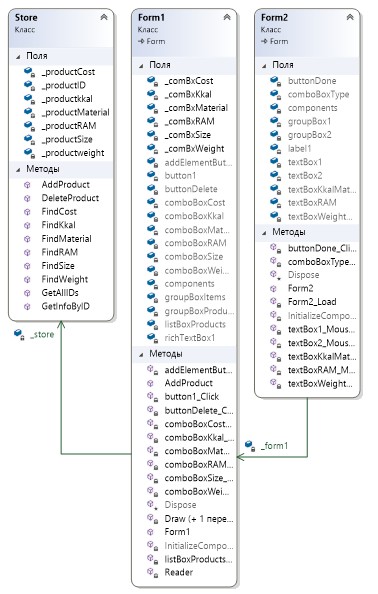 Store
Класс
Поля
_productCost
_productID
_productkkal
_productMaterial
_productRAM
_productSize
_productweight
Методы
AddProduct
DeleteProduct
FindCost
FindKkal
FindMaterial
FindRAM
FindSize
FindWeight
GetAllIDs
GetInfoByID
_store
Form1
Класс
Form
Поля
_comBxCost
_comBxKkal
_comBxMaterial
_comBxRAM
_comBxSize
_comBxWeight
addElementBut...
button1
buttonDelete
comboBoxCost
comboBoxKkal
comboBoxMat...
comboBoxRAM
comboBoxSize
comboBoxWei...
components
groupBoxItems
groupBoxProdu...
listBoxProducts
richTextBox1
Методы
addElementBut...
AddProduct
button1_Click
buttonDelete_C...
comboBoxCost...
comboBoxKkal_...
comboBoxMat...
comboBoxRAM...
comboBoxSize_...
comboBoxWei...
Dispose
Draw (+ 1 пере...
Form1
InitializeCompo...
listBoxProducts...
Reader
Form2
Класс
Form
Поля
buttonDone
comboBoxType
components
groupBox1
groupBox2
label1
textBox1
textBox2
textBoxKkalMat...
textBoxRAM
textBoxWeight...
Методы
buttonDone_Cli...
comboBoxType...
Dispose
Form2
Form2_Load
InitializeCompo...
textBox1_Mous...
textBox2_Mous...
textBoxKkalMat...
textBoxRAM_M...
textBoxWeight...
_form1